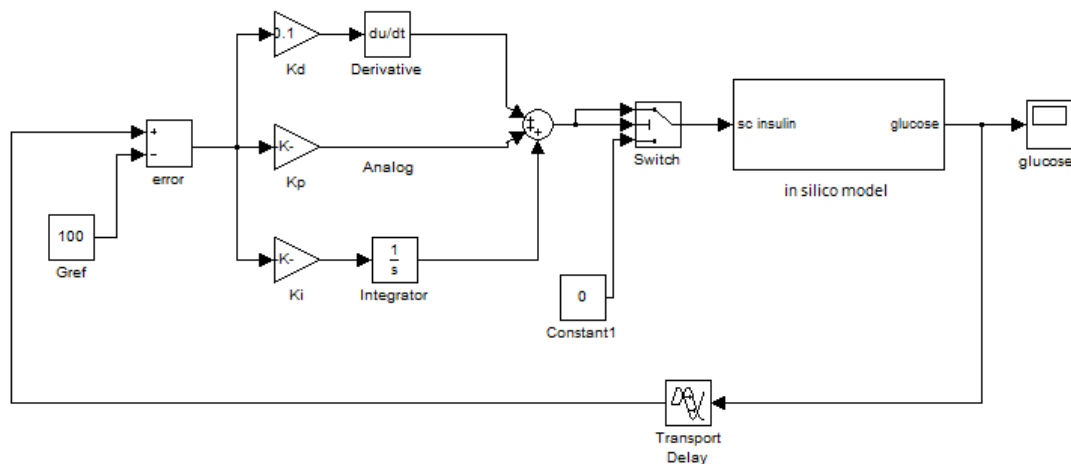 0.1
du/dt
Kd
Derivative
+
-
error
K-
Kp
Analog
+
+
+
Switch
sc insulin
glucose
in silico model
glucose
100
Gref
K-
Ki
1
s
Integrator
0
Constant1
Transport
Delay